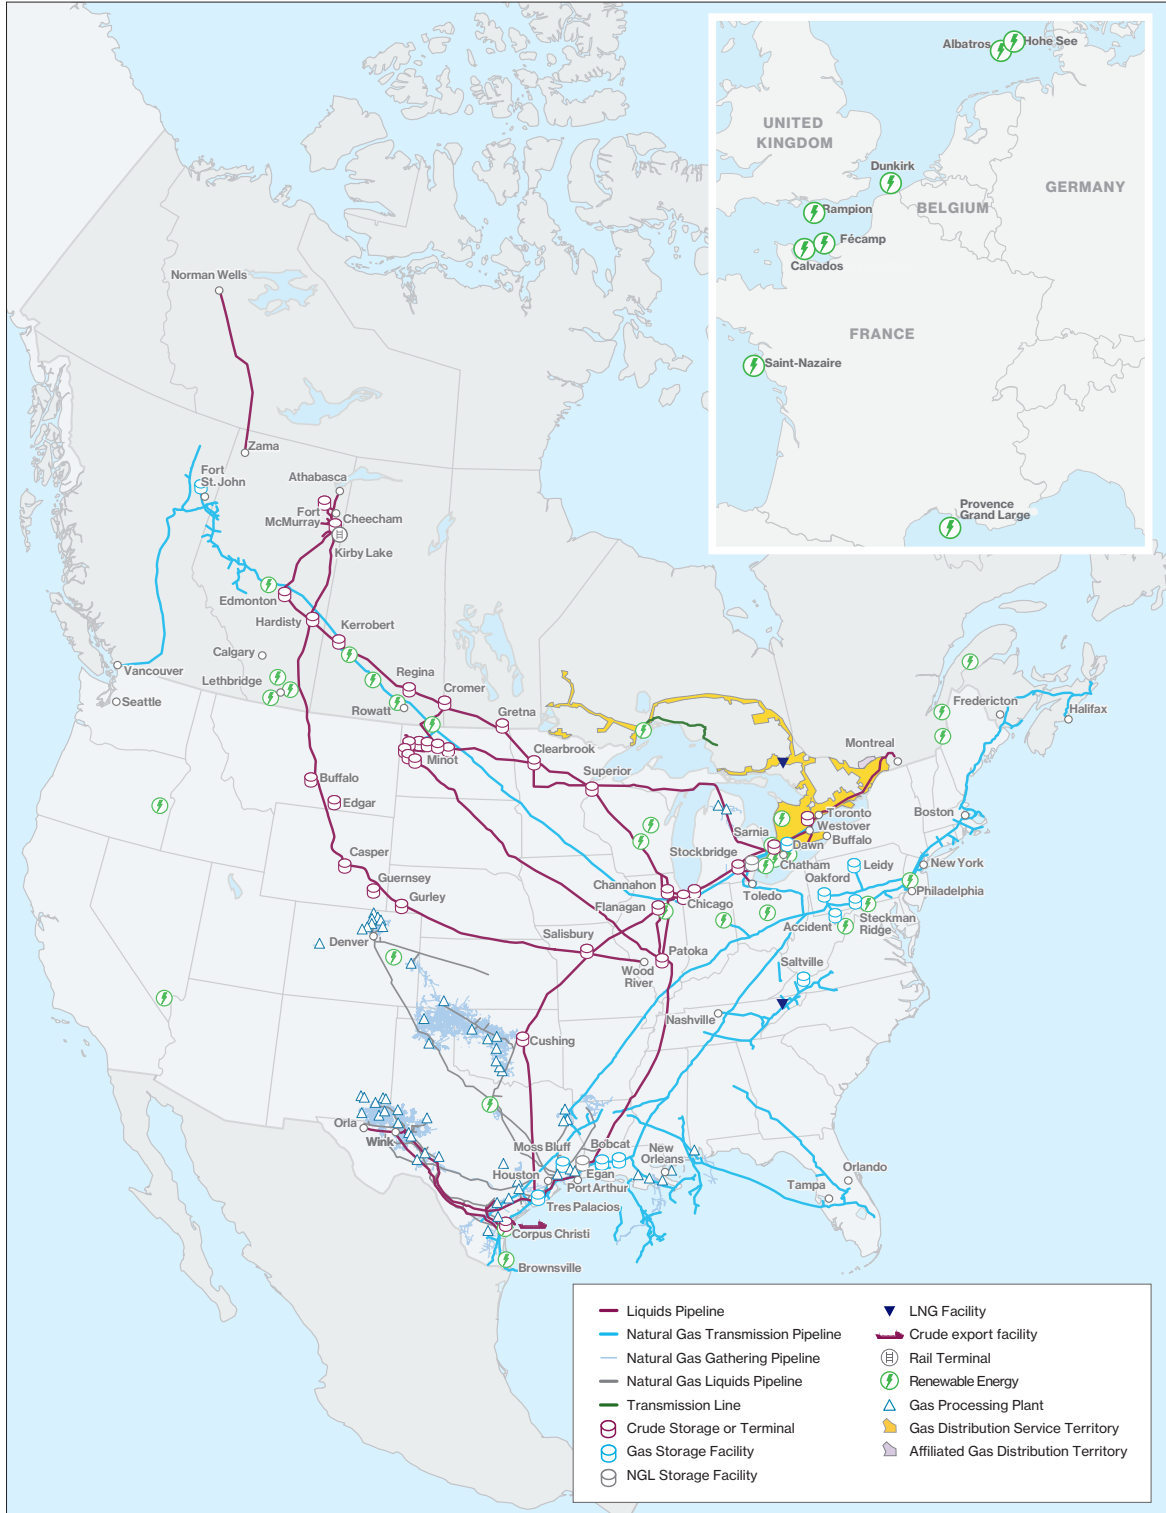 Albatros
Hohe See
UNITED
KINGDOM
Dunkirk
GERMANY
BELGIUM
Rampion
Fécamp
Calvados
FRANCE
Saint-Nazaire
Provence
Grand Large
Norman Wells
Zama
Fort
St. John
Athabasca
Fort
McMurray
Cheecham
Kirby Lake
Edmonton
Hardisty
Kerrobert
Calgary
Vancouver
Lethbridge
Regina
Cromer
Seattle
Rowatt
Gretna
Fredericton
Halifax
Montreal
Minot
Clearbrook
Superior
Buffalo
Edgar
Toronto
Westover
Buffalo
Boston
Sarnia
Dawn
Stockbridge
Chatham
Casper
Oakford
Leidy
New York
Guernsey
Channahon
Toledo
Philadelphia
Gurley
Flanagan
Chicago
Accident
Steckman
Ridge
Denver
Salisbury
Patoka
Wood
River
Saltville
Nashville
Cushing
Orla
Wink
Moss Bluff
Bobcat
New
Orleans
Houston
Egan
Port Arthur
Orlando
Tampa
Tres Palacios
Corpus Christi
Brownsville
Liquids Pipeline
Natural Gas Transmission Pipeline
Natural Gas Gathering Pipeline
Natural Gas Liquids Pipeline
Transmission Line
Crude Storage or Terminal
Gas Storage Facility
NGL Storage Facility
LNG Facility
Crude export facility
Rail Terminal
Renewable Energy
Gas Processing Plant
Gas Distribution Service Territory
Affiliated Gas Distribution Territory